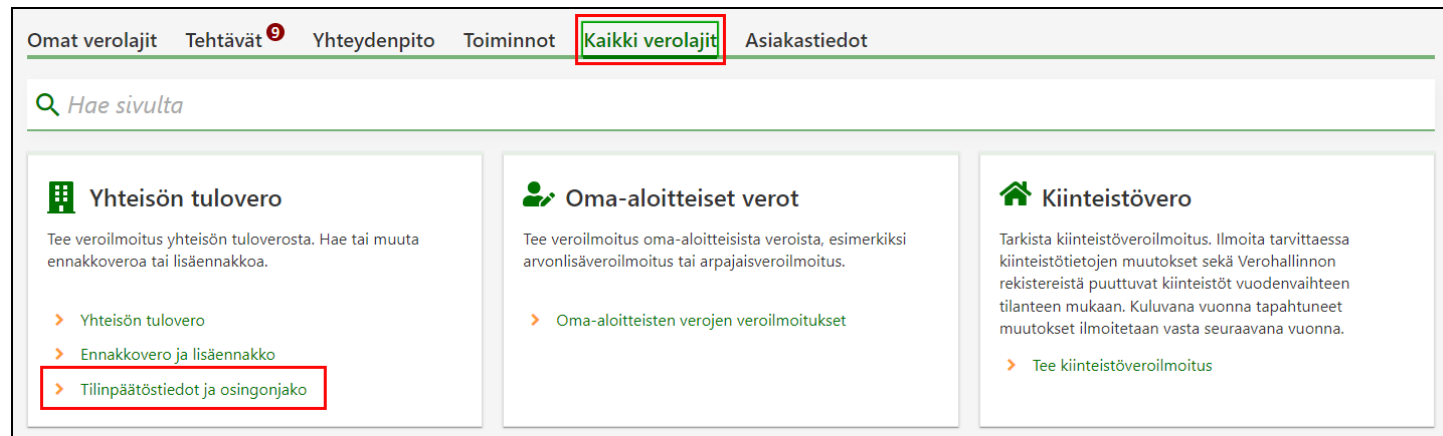 Omat verolajit Tehtävät 9 Yhteydenpito Toiminnot Kaikki verolajit Asiakastiedot
Hae sivulta
Yhteisön tulovero
Tee veroilmoitus yhteisön tuloverosta. Hae tai muuta
ennakkoveroa tai lisäennakkoa.
Yhteisön tulovero
Ennakkovero ja lisäennakko
Tilinpäätöstiedot ja osingonjako
Oma-aloitteiset verot
Tee veroilmoitus oma-aloitteisista veroista, esimerkiksi
arvonlisäveroilmoitus tai arpajaisveroilmoitus.
Oma-aloitteisten verojen veroilmoitukset
Kiinteistövero
Tarkista kiinteistöveroilmoitus. Ilmoita tarvittaessa
kiinteistötietojen muutokset sekä Verohallinnon
rekistereistä puuttuvat kiinteistöt vuodenvaihteen
tilanteen mukaan. Kuluvana vuonna tapahtuneet
muutokset ilmoitetaan vasta seuraavana vuonna.
Tee kiinteistöveroilmoitus